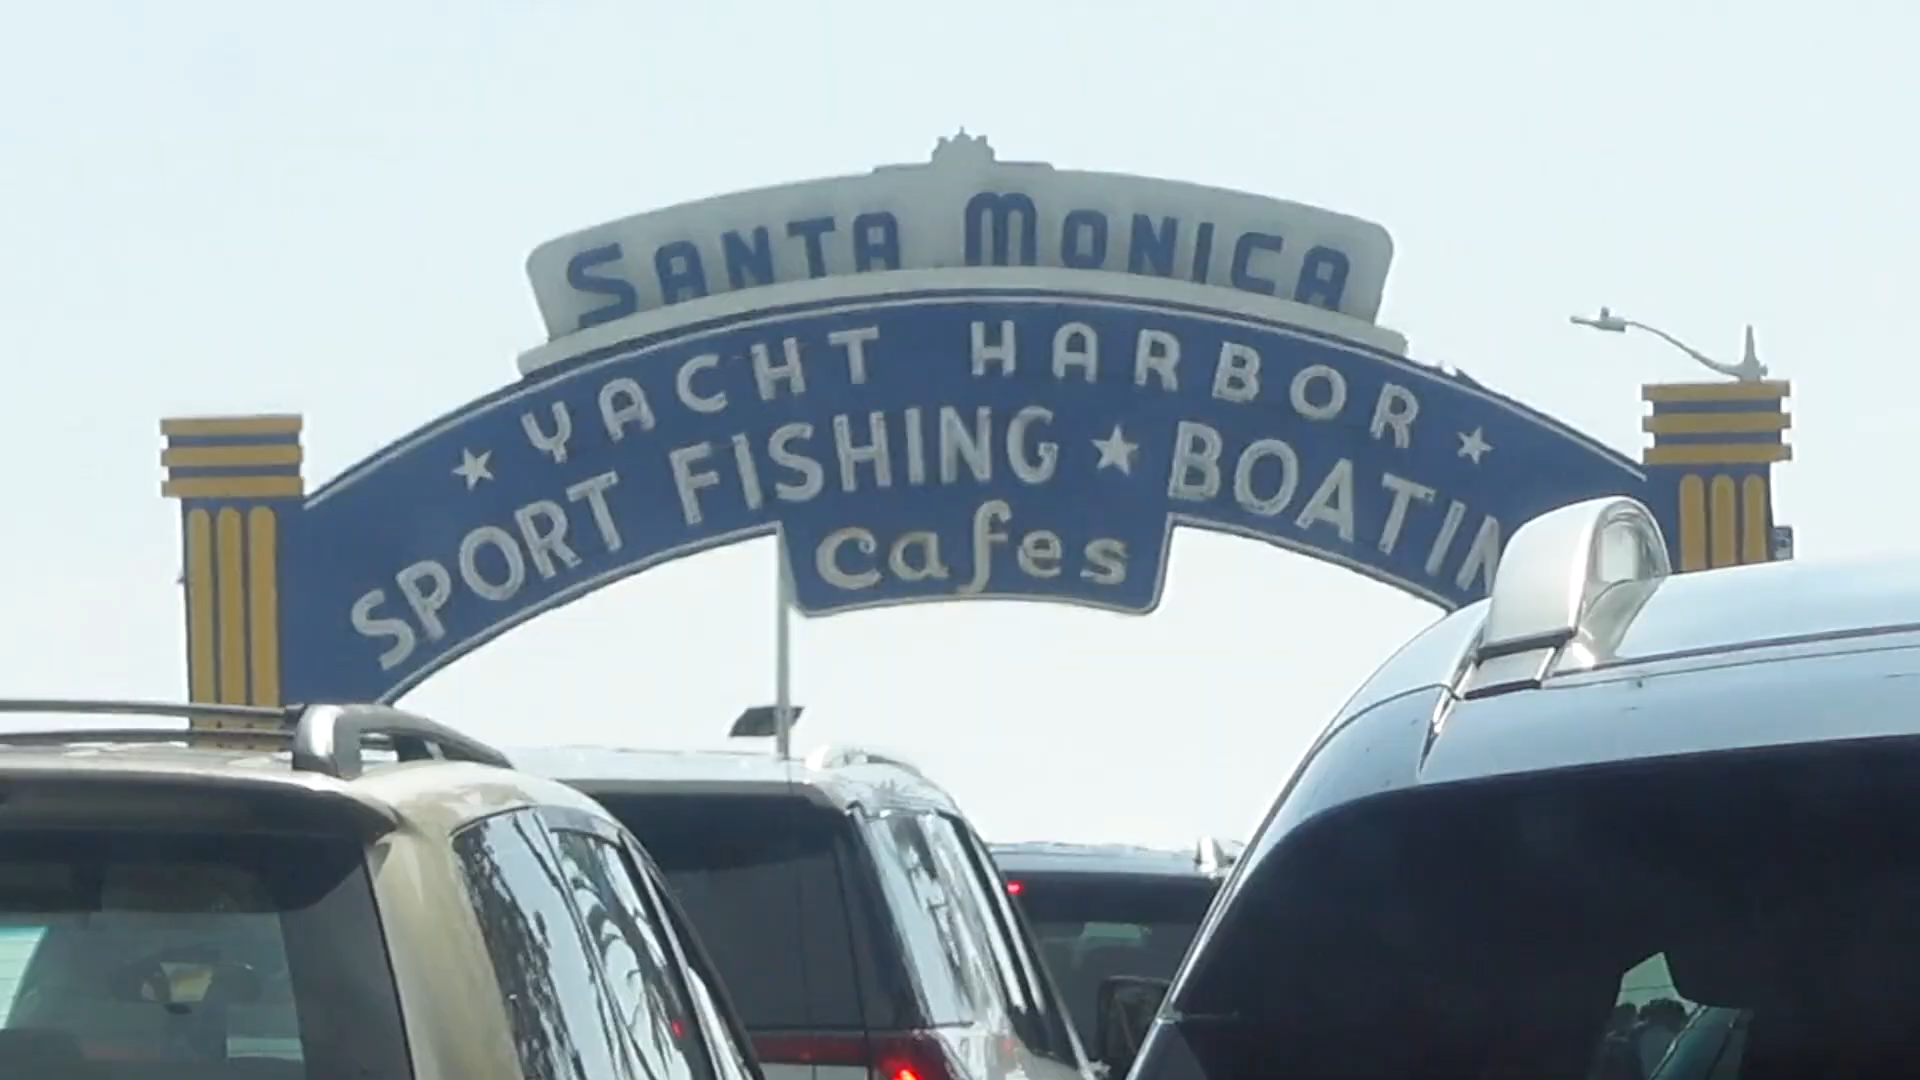 SANTA MONICA
★ YACHT HARBOR ★
SPORT FISHING ★ BOATIN
cafes